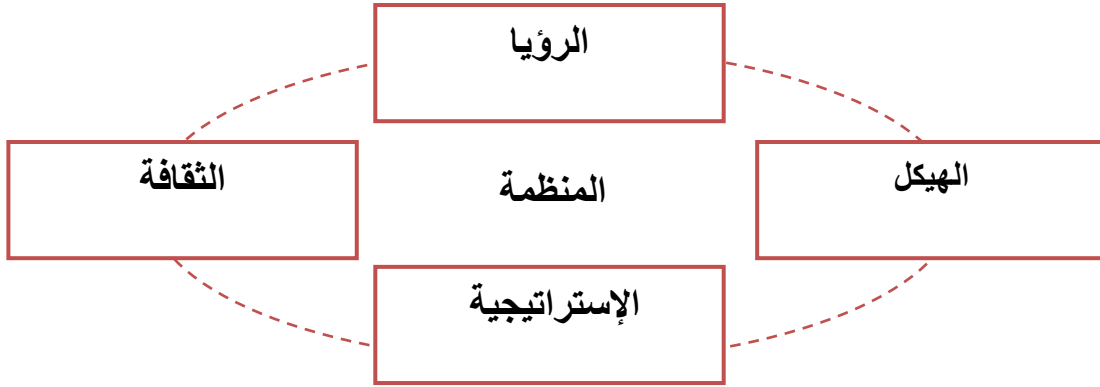 الرؤيا
الهيكل
المنظمة
الثقافة
الإستراتيجية